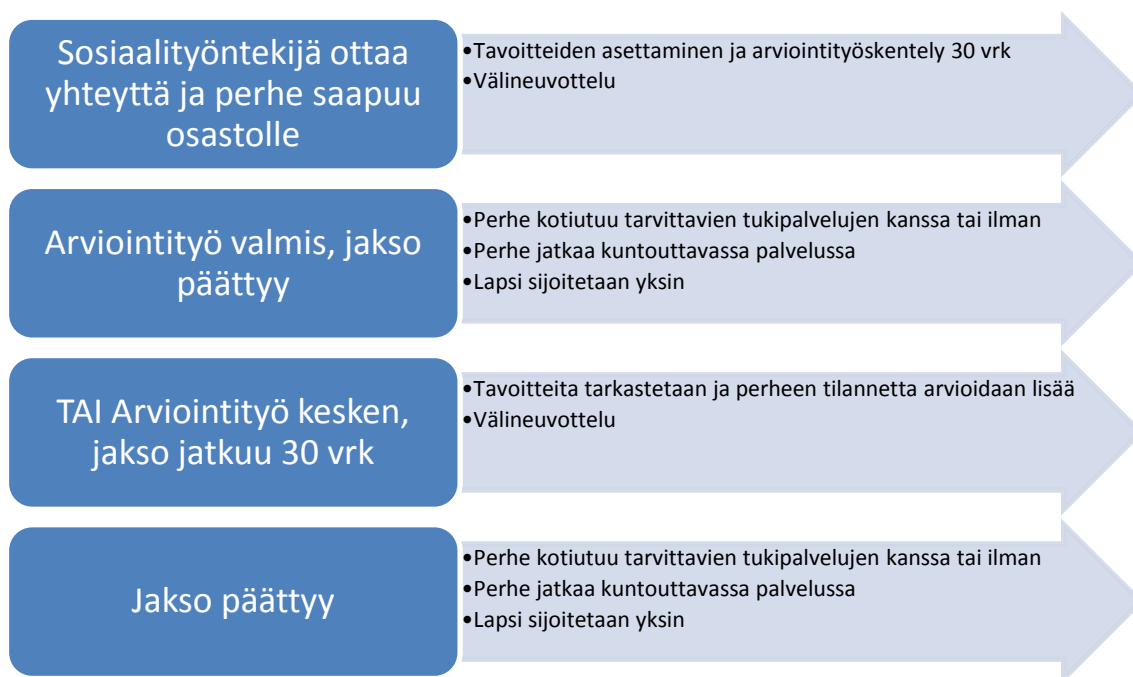 Sosiaalityöntekijä ottaa
yhteyttä ja perhe saapuu
osastolle
•Tavoitteiden asettaminen ja arviointityöskentely 30 vrk
•Välineuvottelu
Arviointityö valmis, jakso
päättyy
•Perhe kotiutuu tarvittavien tukipalvelujen kanssa tai ilman
•Perhe jatkaa kuntouttavassa palvelussa
•Lapsi sijoitetaan yksin
TAI Arviointityö kesken,
jakso jatkuu 30 vrk
•Tavoitteita tarkastetaan ja perheen tilannetta arvioidaan lisää
•Välineuvottelu
Jakso päättyy
•Perhe kotiutuu tarvittavien tukipalvelujen kanssa tai ilman
•Perhe jatkaa kuntouttavassa palvelussa
•Lapsi sijoitetaan yksin